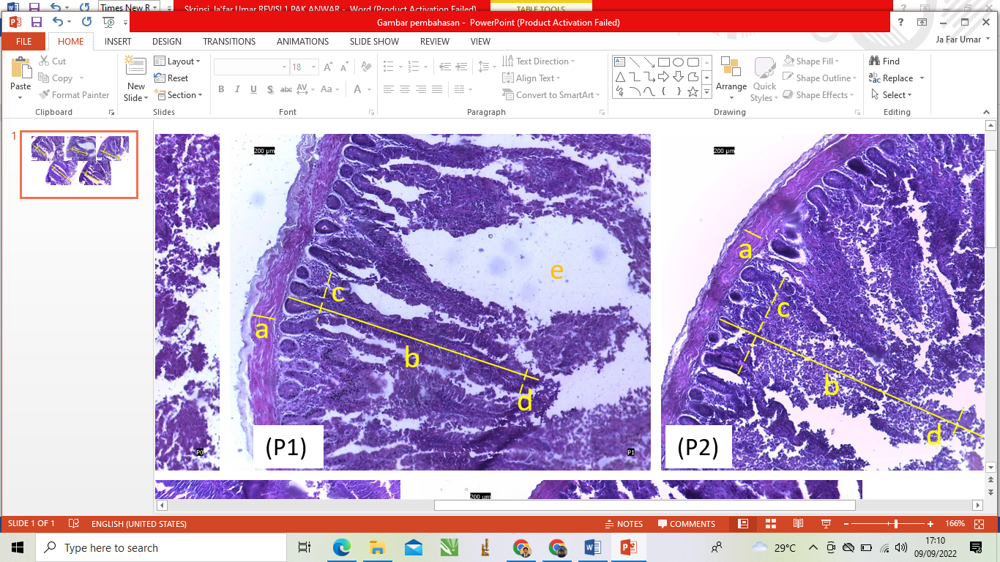 Times New R
Skripsi Ja'far Umar REVISI 1 PAK ANWAR - Word (Product Activation Failed)
TABLE TOOLS
Gambar pembahasan - PowerPoint (Product Activation Failed)
FILE HOME INSERT DESIGN TRANSITIONS ANIMATIONS SLIDE SHOW REVIEW VIEW
Ja Far Umar
Paste
Cut
Copy
Format Painter
Clipboard
New
Slide
Layout
Reset
Section
Slides
18
B I U S abc AV Aa A
Font
Text Direction
Align Text
Convert to SmartArt
Paragraph
Arrange
Quick
Styles
Shape Fill
Shape Outline
Shape Effects
Drawing
Find
Replace
Select
Editing
1
200 µm
a
b
c
d
e
(P1)
P0
P1
200 µm
a
b
c
d
(P2)
200 µm
SLIDE 1 OF 1 ENGLISH (UNITED STATES) NOTES COMMENTS 166%
Type here to search
29°C
17:10
09/09/2022